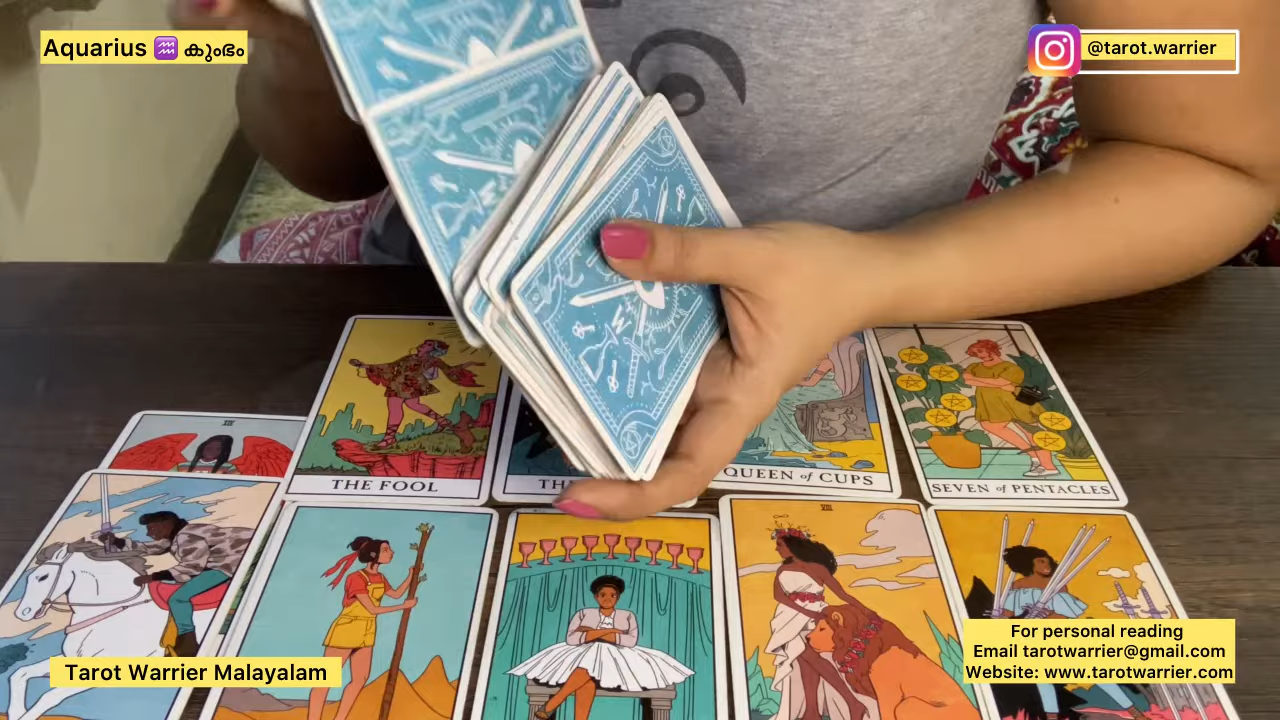 Aquarius ♒ കുംഭം
@tarot.warrier
THE FOOL
QUEEN of CUPS
SEVEN of PENTACLES
VIII
Tarot Warrier Malayalam
For personal reading
Email tarotwarrier@gmail.com
Website: www.tarotwarrier.com